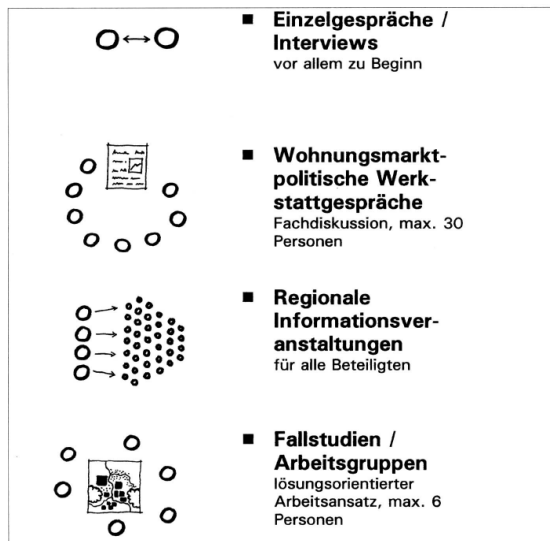 ■ Einzelgespräche /
Interviews
vor allem zu Beginn
■ Wohnungsmarkt-
politische Werk-
stattgespräche
Fachdiskussion, max. 30
Personen
■ Regionale
Informationsver-
anstaltungen
für alle Beteiligten
■ Fallstudien /
Arbeitsgruppen
lösungsorientierter
Arbeitsansatz, max. 6
Personen